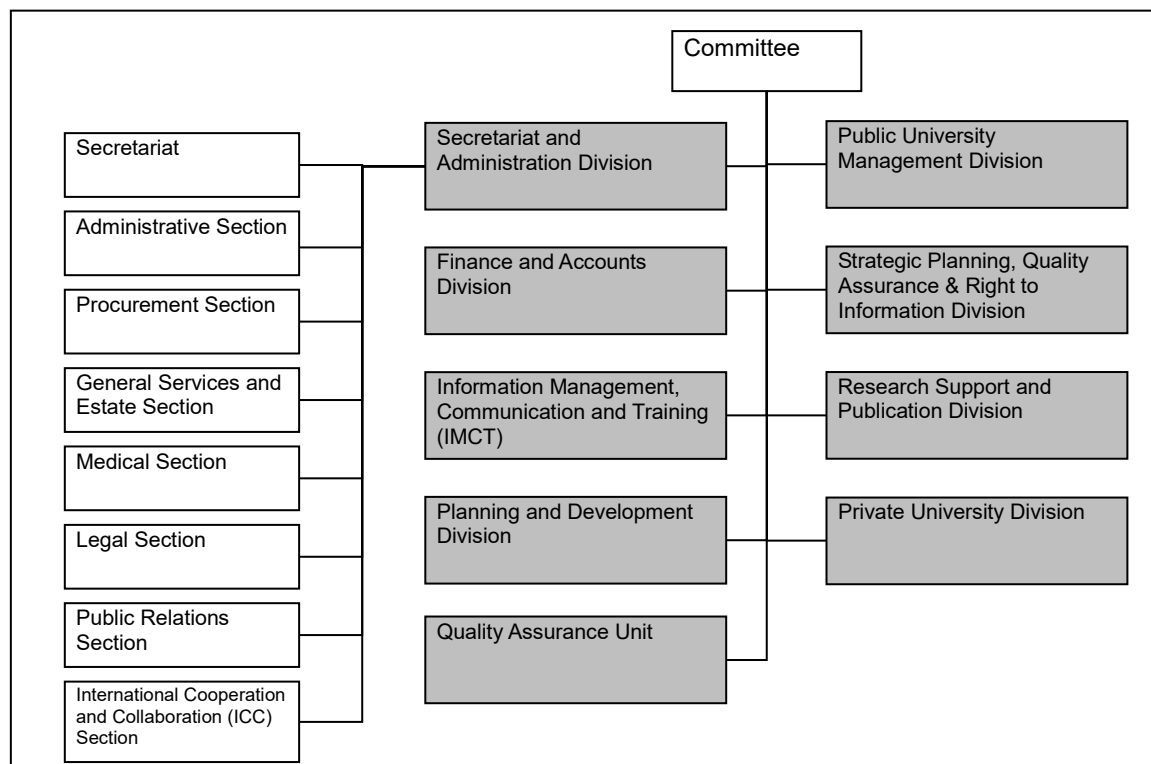 Committee
Secretariat
Administrative Section
Procurement Section
General Services and
Estate Section
Medical Section
Legal Section
Public Relations
Section
International Cooperation
and Collaboration (ICC)
Section
Secretariat and
Administration Division
Finance and Accounts
Division
Information Management,
Communication and Training
(IMCT)
Planning and Development
Division
Quality Assurance Unit
Public University
Management Division
Strategic Planning, Quality
Assurance & Right to
Information Division
Research Support and
Publication Division
Private University Division